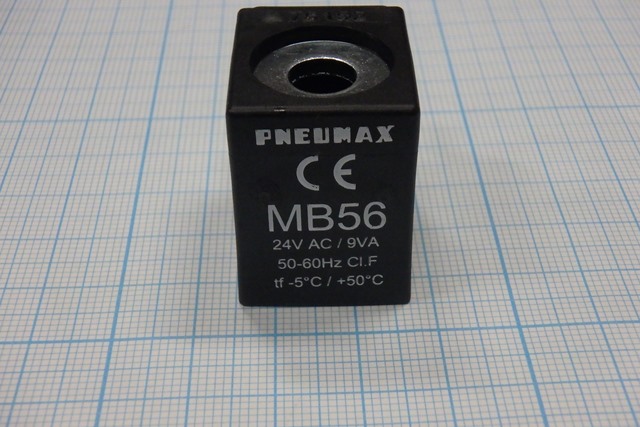 PNEUMAX
CE
MB56
24V AC / 9VA
50-60Hz Cl.F
tf -5°C / +50°C